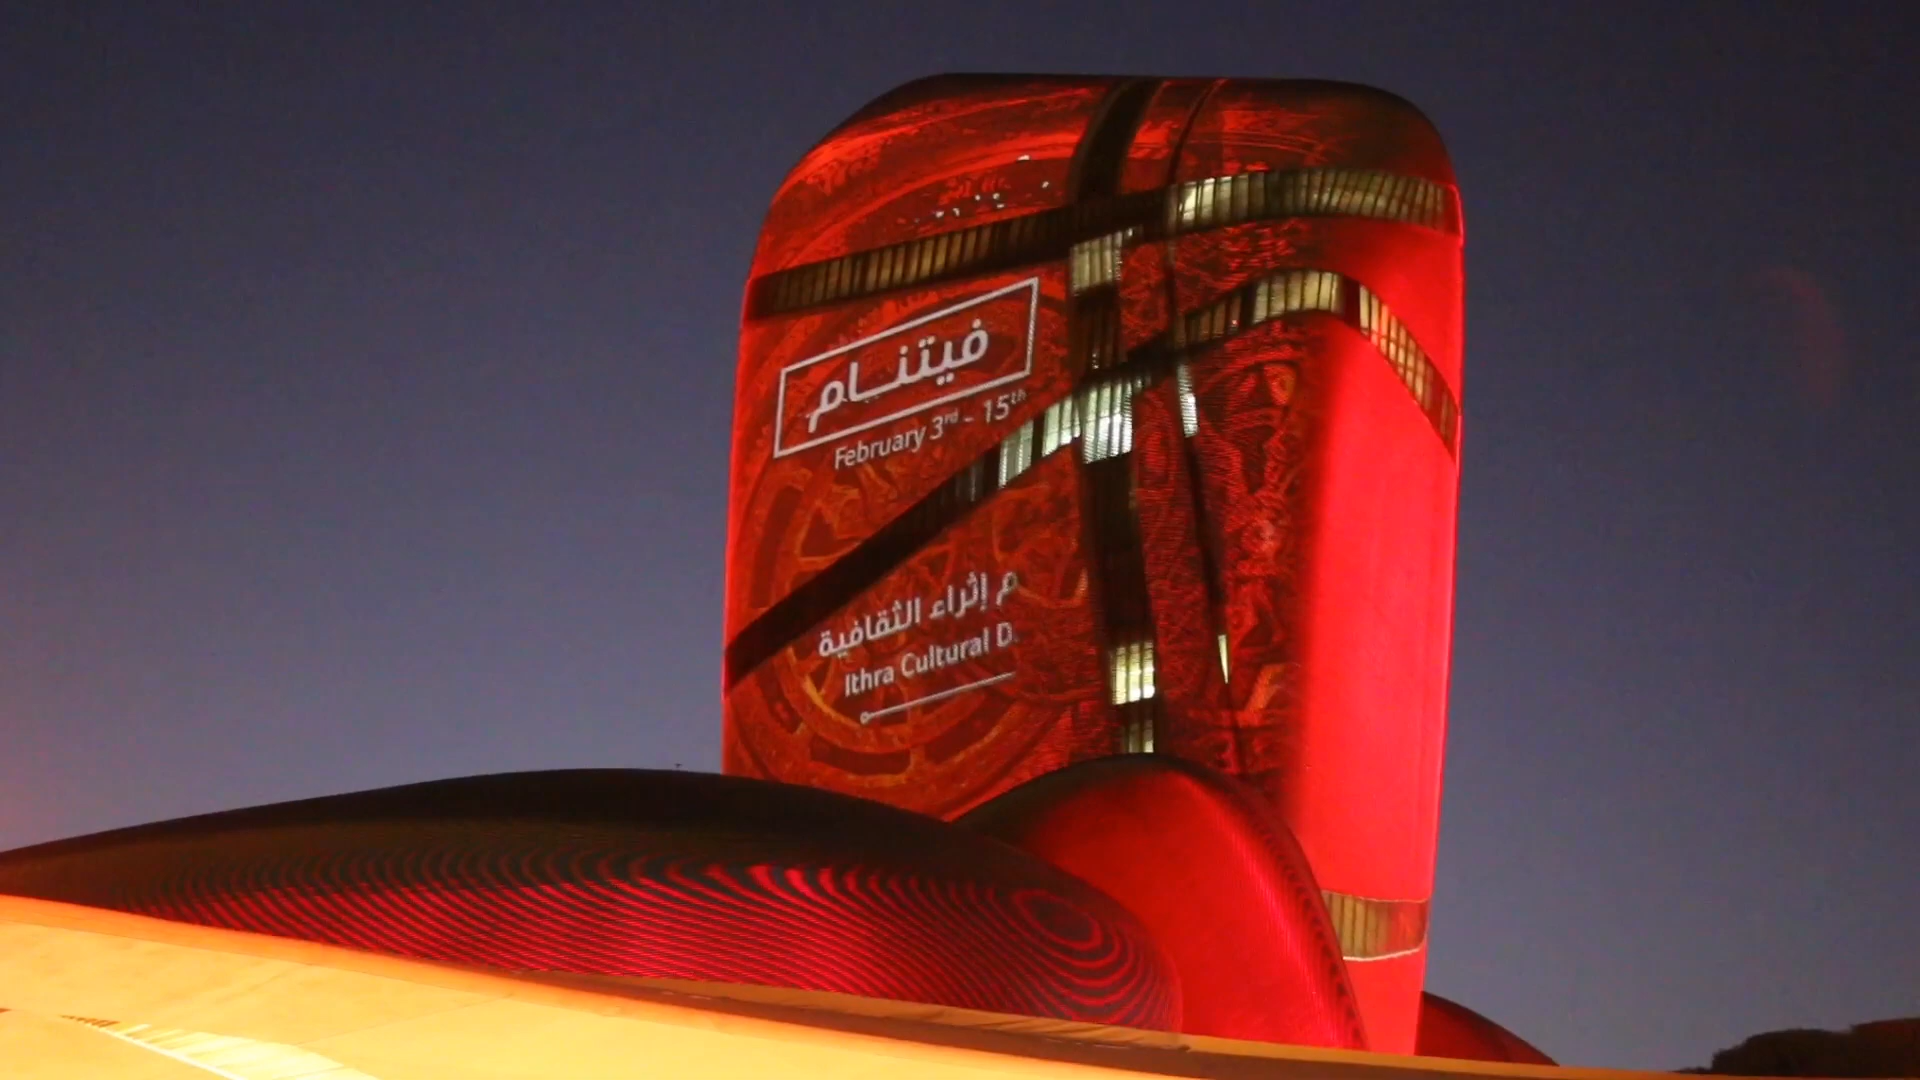 فيتنام
February 3rd - 15th
م إثراء الثقافية
Ithra Cultural D